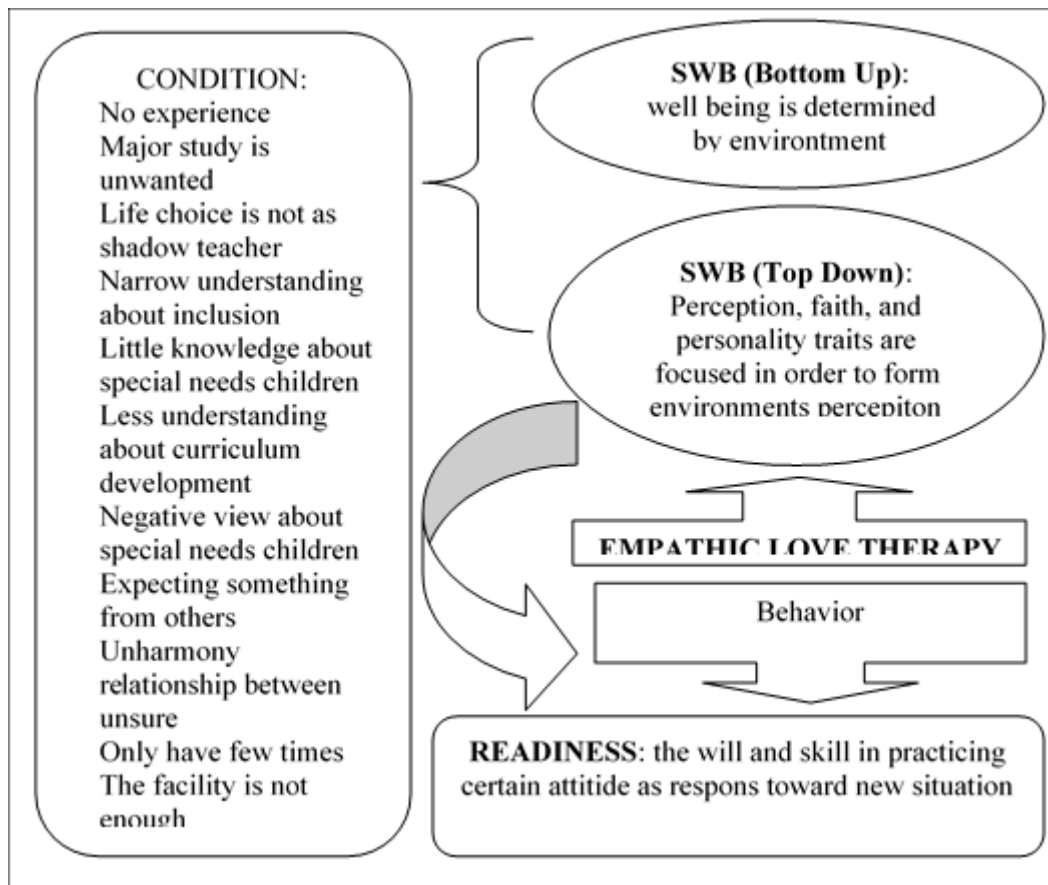 CONDITION:
No experience
Major study is
unwanted
Life choice is not as
shadow teacher
Narrow understanding
about inclusion
Little knowledge about
special needs children
Less understanding
about curriculum
development
Negative view about
special needs children
Expecting something
from others
Unharmony
relationship between
unsure
Only have few times
The facility is not
enough
SWB (Bottom Up):
well being is determined
by environtment
SWB (Top Down):
Perception, faith, and
personality traits are
focused in order to form
environments percepiton
EMPATHIC LOVE THERAPY
Behavior
READINESS: the will and skill in practicing
certain attitide as respons toward new situation